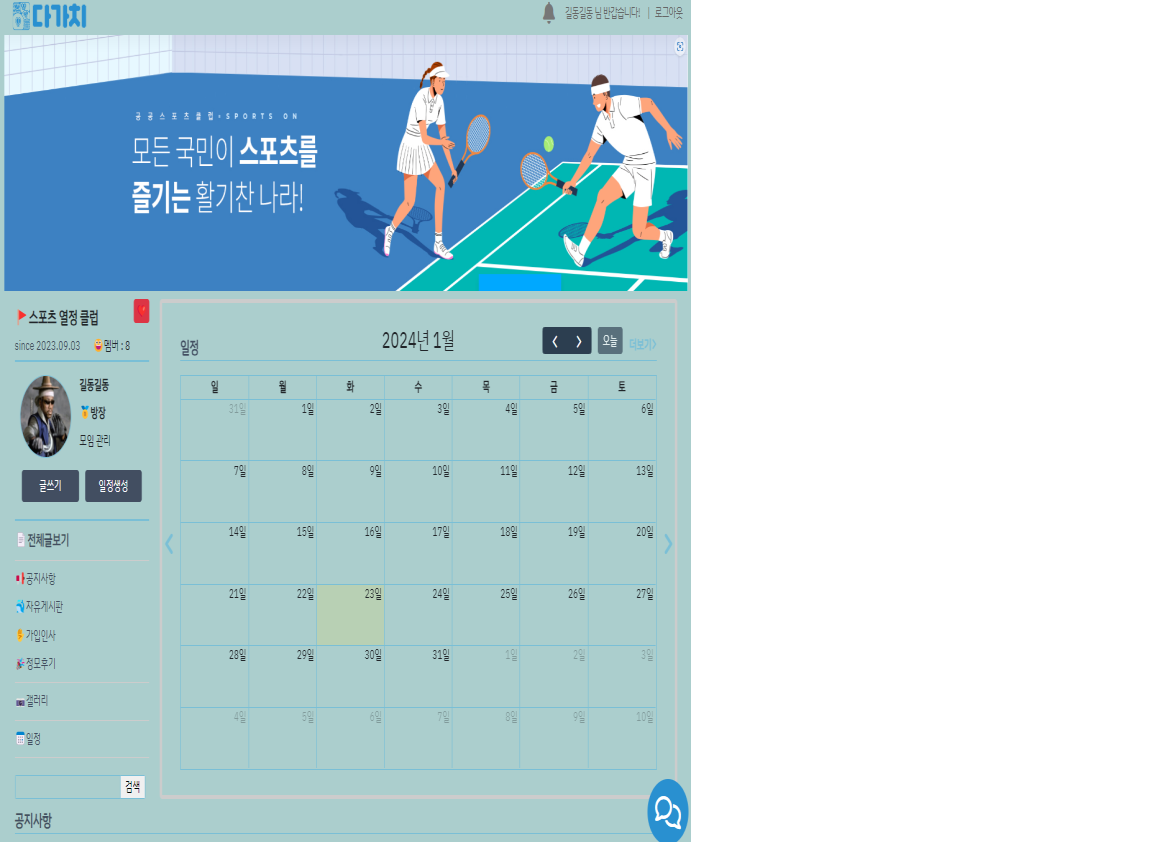 다가치
길동길동 님 반갑습니다! | 로그아웃
공공스포츠클럽·SPORTS ON
모든 국민이 스포츠를
즐기는 활기찬 나라!
스포츠 열정 클럽
since 2023.09.03 멤버 : 8
길동길동
방장
모임 관리
글쓰기 일정생성
전체글보기
공지사항
자유게시판
가입인사
정모후기
갤러리
일정
검색
일정 2024년 1월 오늘 더보기>
일 월 화 수 목 금 토
31일 1일 2일 3일 4일 5일 6일
7일 8일 9일 10일 11일 12일 13일
14일 15일 16일 17일 18일 19일 20일
21일 22일 23일 24일 25일 26일 27일
28일 29일 30일 31일 1일 2일 3일
4일 5일 6일 7일 8일 9일 10일
공지사항